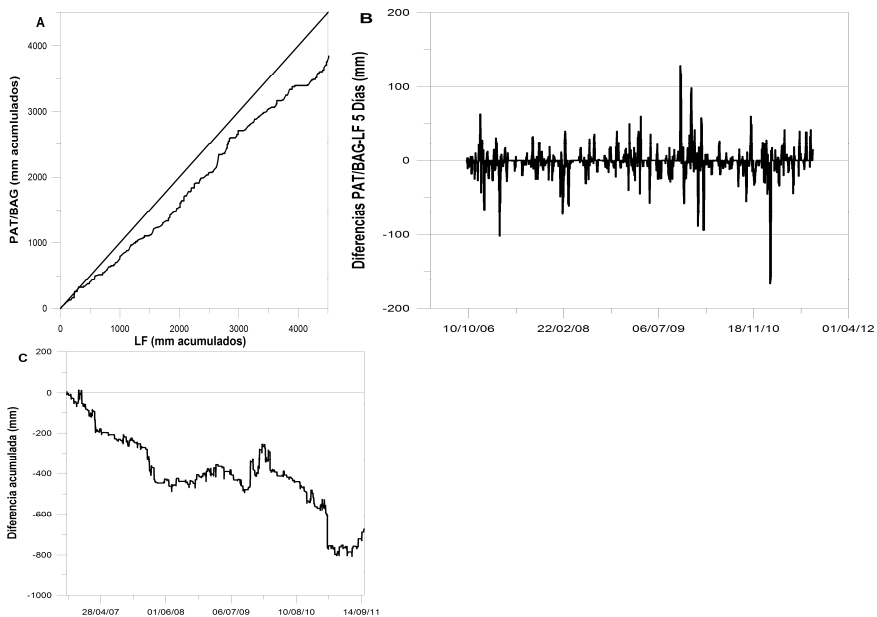 A
PAT/BAG (mm acumlulados)
4000
3000
2000
1000
0
0 1000 2000 3000 4000
LF (mm acumulados)
B
Diferencias PAT/BAG-LF 5 Días (mm)
200
100
0
-100
-200
10/10/06 22/02/08 06/07/09 18/11/10 01/04/12
C
Diferencia acumulada (mm)
200
0
-200
-400
-600
-800
-1000
28/04/07 01/06/08 06/07/09 10/08/10 14/09/11